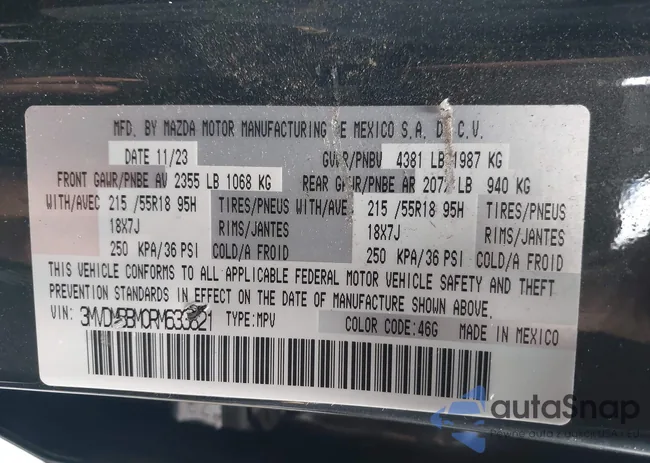 MFD. BY MAZDA MOTOR MANUFACTURING DE MEXICO S.A. DE C.V.
DATE 11/23 GVWR/PNBV 4381 LB 1987 KG
FRONT GAWR/PNBE AV 2355 LB 1068 KG REAR GAWR/PNBE AR 2072 LB 940 KG
WITH/AVEC 215 /55R18 95H TIRES/PNEUS WITH/AVE 215 /55R18 95H TIRES/PNEUS
18X7J RIMS/JANTES 18X7J RIMS/JANTES
250 KPA/36 PSI COLD/A FROID 250 KPA/36 PSI COLD/A FROID
THIS VEHICLE CONFORMS TO ALL APPLICABLE FEDERAL MOTOR VEHICLE SAFETY AND THEFT
PREVENTION STANDARDS IN EFFECT ON THE DATE OF MANUFACTURE SHOWN ABOVE.
VIN: TYPE: MPV COLOR CODE: 46G MADE IN MEXICO
autaSnap